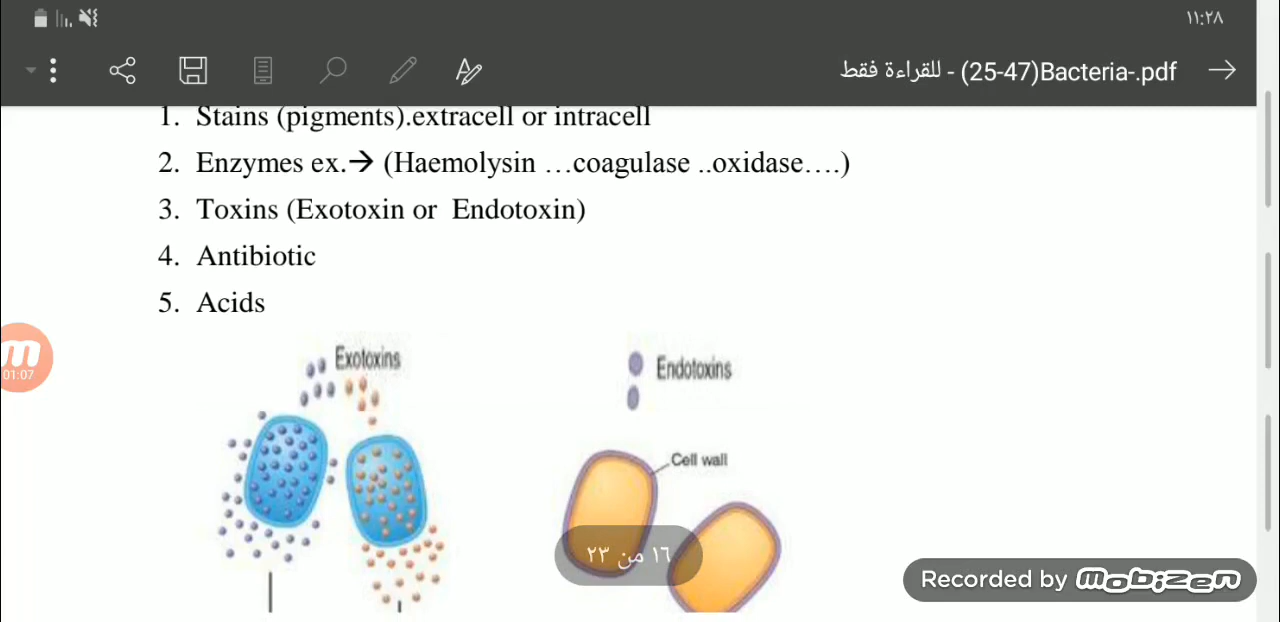 ١١:٢٨
(25-47)Bacteria-.pdf - للقراءة فقط
1. Stains (pigments).extracell or intracell
2. Enzymes ex.→ (Haemolysin …coagulase ..oxidase….)
3. Toxins (Exotoxin or Endotoxin)
4. Antibiotic
5. Acids
01:07
Exotoxins
Endotoxins
Cell wall
١٦ من ٢٣
Recorded by mobizen